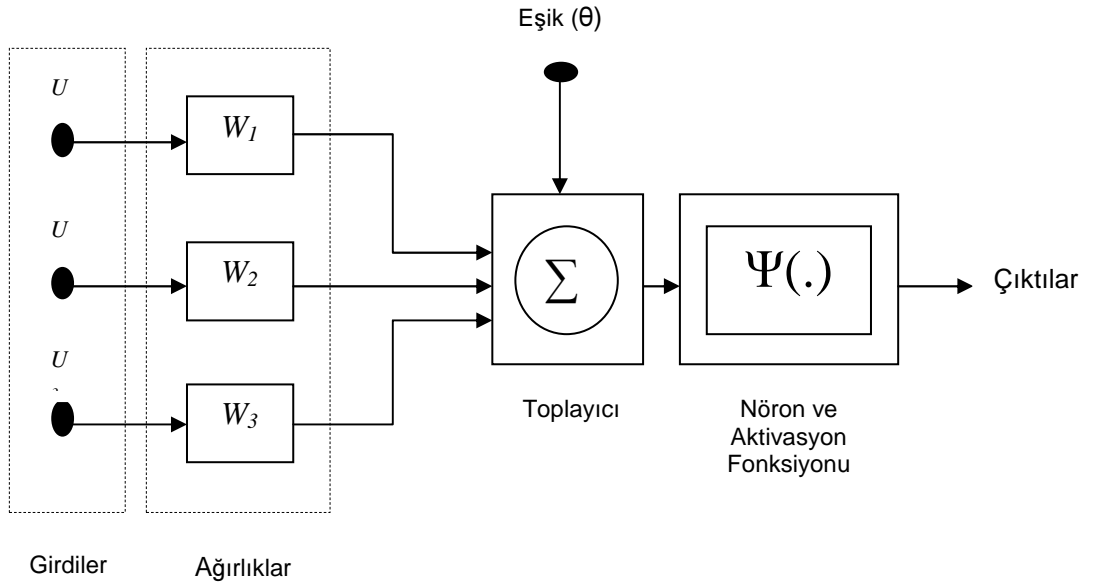 Eşik (θ)
U
W1
U
W2
U
W3
Σ
Ψ(.)
Çıktılar
Toplayıcı
Nöron ve
Aktivasyon
Fonksiyonu
Girdiler
Ağırlıklar